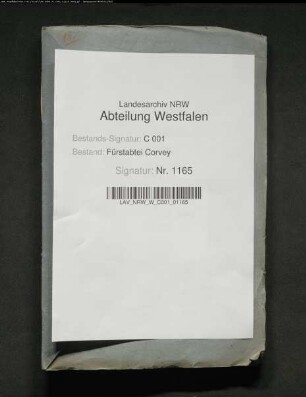 Landesarchiv NRW
Abteilung Westfalen
Bestands-Signatur: C 001
Bestand: Fürstabtei Corvey
Signatur: Nr. 1165
LAV_NRW_W_C001_01165